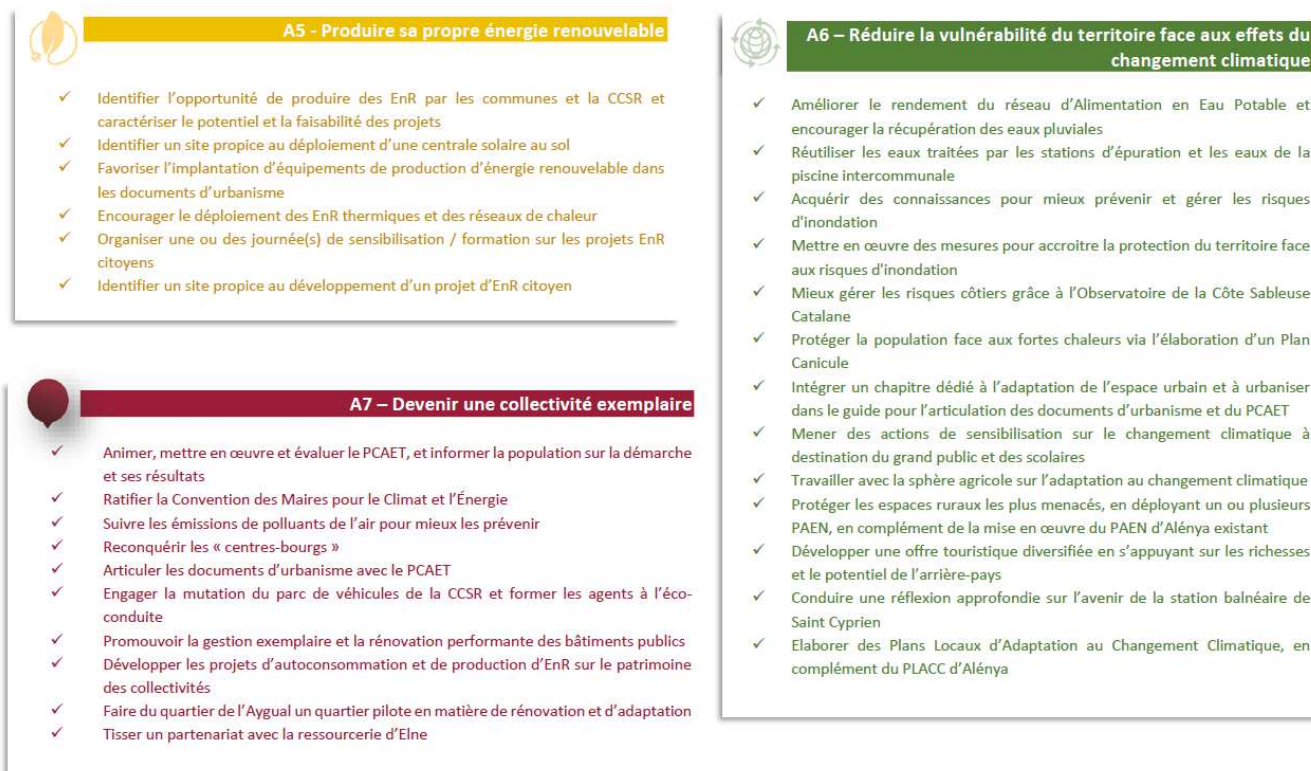 A5 - Produire sa propre énergie renouvelable
✓ Identifier l'opportunité de produire des EnR par les communes et la CCSR et
caractériser le potentiel et la faisabilité des projets
✓ Identifier un site propice au déploiement d'une centrale solaire au sol
✓ Favoriser l'implantation d'équipements de production d'énergie renouvelable dans
les documents d'urbanisme
✓ Encourager le déploiement des EnR thermiques et des réseaux de chaleur
✓ Organiser une ou des journée(s) de sensibilisation / formation sur les projets EnR
citoyens
✓ Identifier un site propice au développement d'un projet d'EnR citoyen
A7 – Devenir une collectivité exemplaire
✓ Animer, mettre en œuvre et évaluer le PCAET, et informer la population sur la démarche
et ses résultats
✓ Ratifier la Convention des Maires pour le Climat et l'Énergie
✓ Suivre les émissions de polluants de l'air pour mieux les prévenir
✓ Reconquérir les « centres-bourgs »
✓ Articuler les documents d'urbanisme avec le PCAET
✓ Engager la mutation du parc de véhicules de la CCSR et former les agents à l'éco-
conduite
✓ Promouvoir la gestion exemplaire et la rénovation performante des bâtiments publics
✓ Développer les projets d'autoconsommation et de production d'EnR sur le patrimoine
des collectivités
✓ Faire du quartier de l'Aygual un quartier pilote en matière de rénovation et d'adaptation
✓ Tisser un partenariat avec la ressourcerie d'Elne
A6 – Réduire la vulnérabilité du territoire face aux effets du
changement climatique
✓ Améliorer le rendement du réseau d'Alimentation en Eau Potable et
encourager la récupération des eaux pluviales
✓ Réutiliser les eaux traitées par les stations d'épuration et les eaux de la
piscine intercommunale
✓ Acquérir des connaissances pour mieux prévenir et gérer les risques
d'inondation
✓ Mettre en œuvre des mesures pour accroitre la protection du territoire face
aux risques d'inondation
✓ Mieux gérer les risques côtiers grâce à l'Observatoire de la Côte Sableuse
Catalane
✓ Protéger la population face aux fortes chaleurs via l'élaboration d'un Plan
Canicule
✓ Intégrer un chapitre dédié à l'adaptation de l'espace urbain et à urbaniser
dans le guide pour l'articulation des documents d'urbanisme et du PCAET
✓ Mener des actions de sensibilisation sur le changement climatique à
destination du grand public et des scolaires
✓ Travailler avec la sphère agricole sur l'adaptation au changement climatique
✓ Protéger les espaces ruraux les plus menacés, en déployant un ou plusieurs
PAEN, en complément de la mise en œuvre du PAEN d'Alénya existant
✓ Développer une offre touristique diversifiée en s'appuyant sur les richesses
et le potentiel de l'arrière-pays
✓ Conduire une réflexion approfondie sur l'avenir de la station balnéaire de
Saint Cyprien
✓ Elaborer des Plans Locaux d'Adaptation au Changement Climatique, en
complément du PLACC d'Alénya